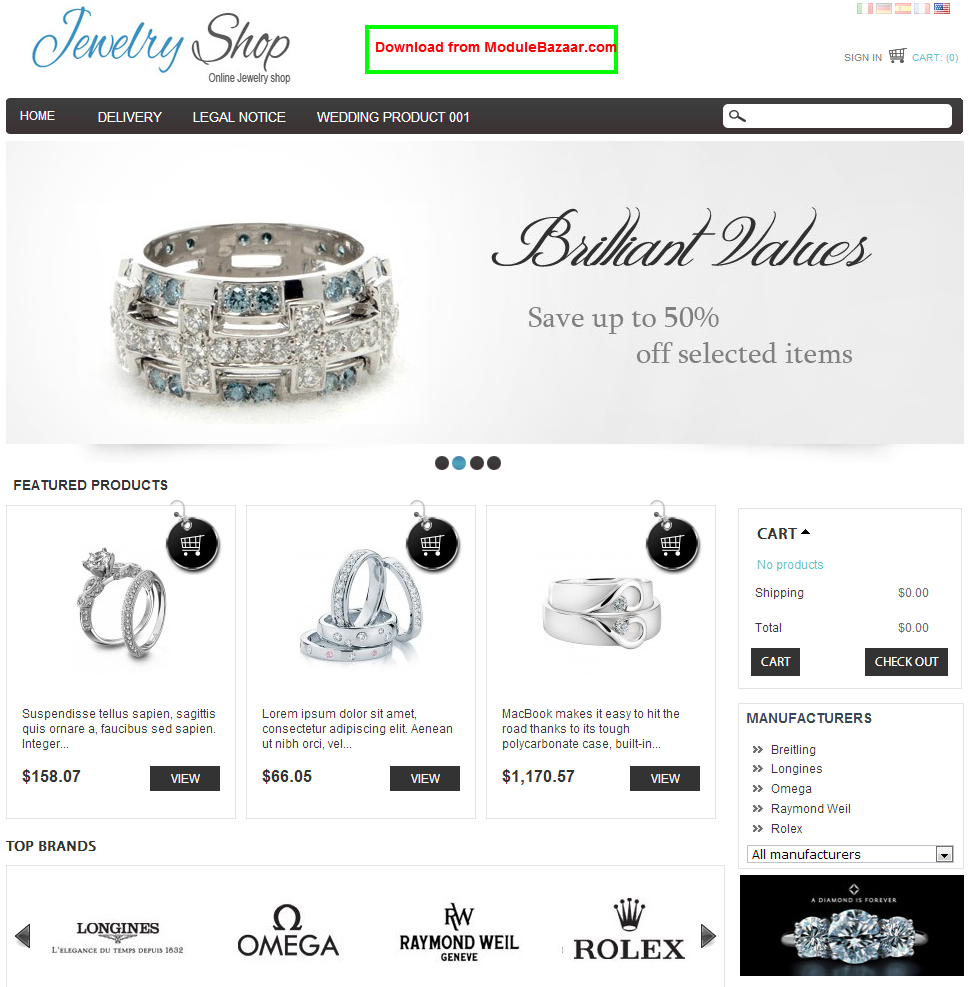 Jewelry Shop
Online Jewelry shop
Download from ModuleBazaar.com
SIGN IN CART: (0)
HOME DELIVERY LEGAL NOTICE WEDDING PRODUCT 001
Brilliant Values
Save up to 50%
off selected items
FEATURED PRODUCTS
Suspendisse tellus sapien, sagittis
quis ornare a, faucibus sed sapien.
Integer...
$158.07 VIEW
Lorem ipsum dolor sit amet,
consectetur adipiscing elit. Aenean
ut nibh orci, vel...
$66.05 VIEW
MacBook makes it easy to hit the
road thanks to its tough
polycarbonate case, built-in...
$1,170.57 VIEW
CART
No products
Shipping $0.00
Total $0.00
CART CHECK OUT
MANUFACTURERS
Breitling
Longines
Omega
Raymond Weil
Rolex
All manufacturers
A DIAMOND IS FOREVER
TOP BRANDS
LONGINES
L'ELEGANCE DU TEMPS DEPUIS 1832
Ω
OMEGA
RW
RAYMOND WEIL
GENEVE
ROLEX